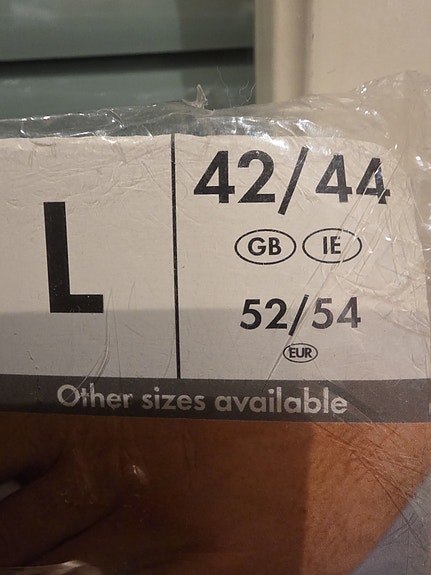 L
42/44
GB IE
52/54
EUR
Other sizes available